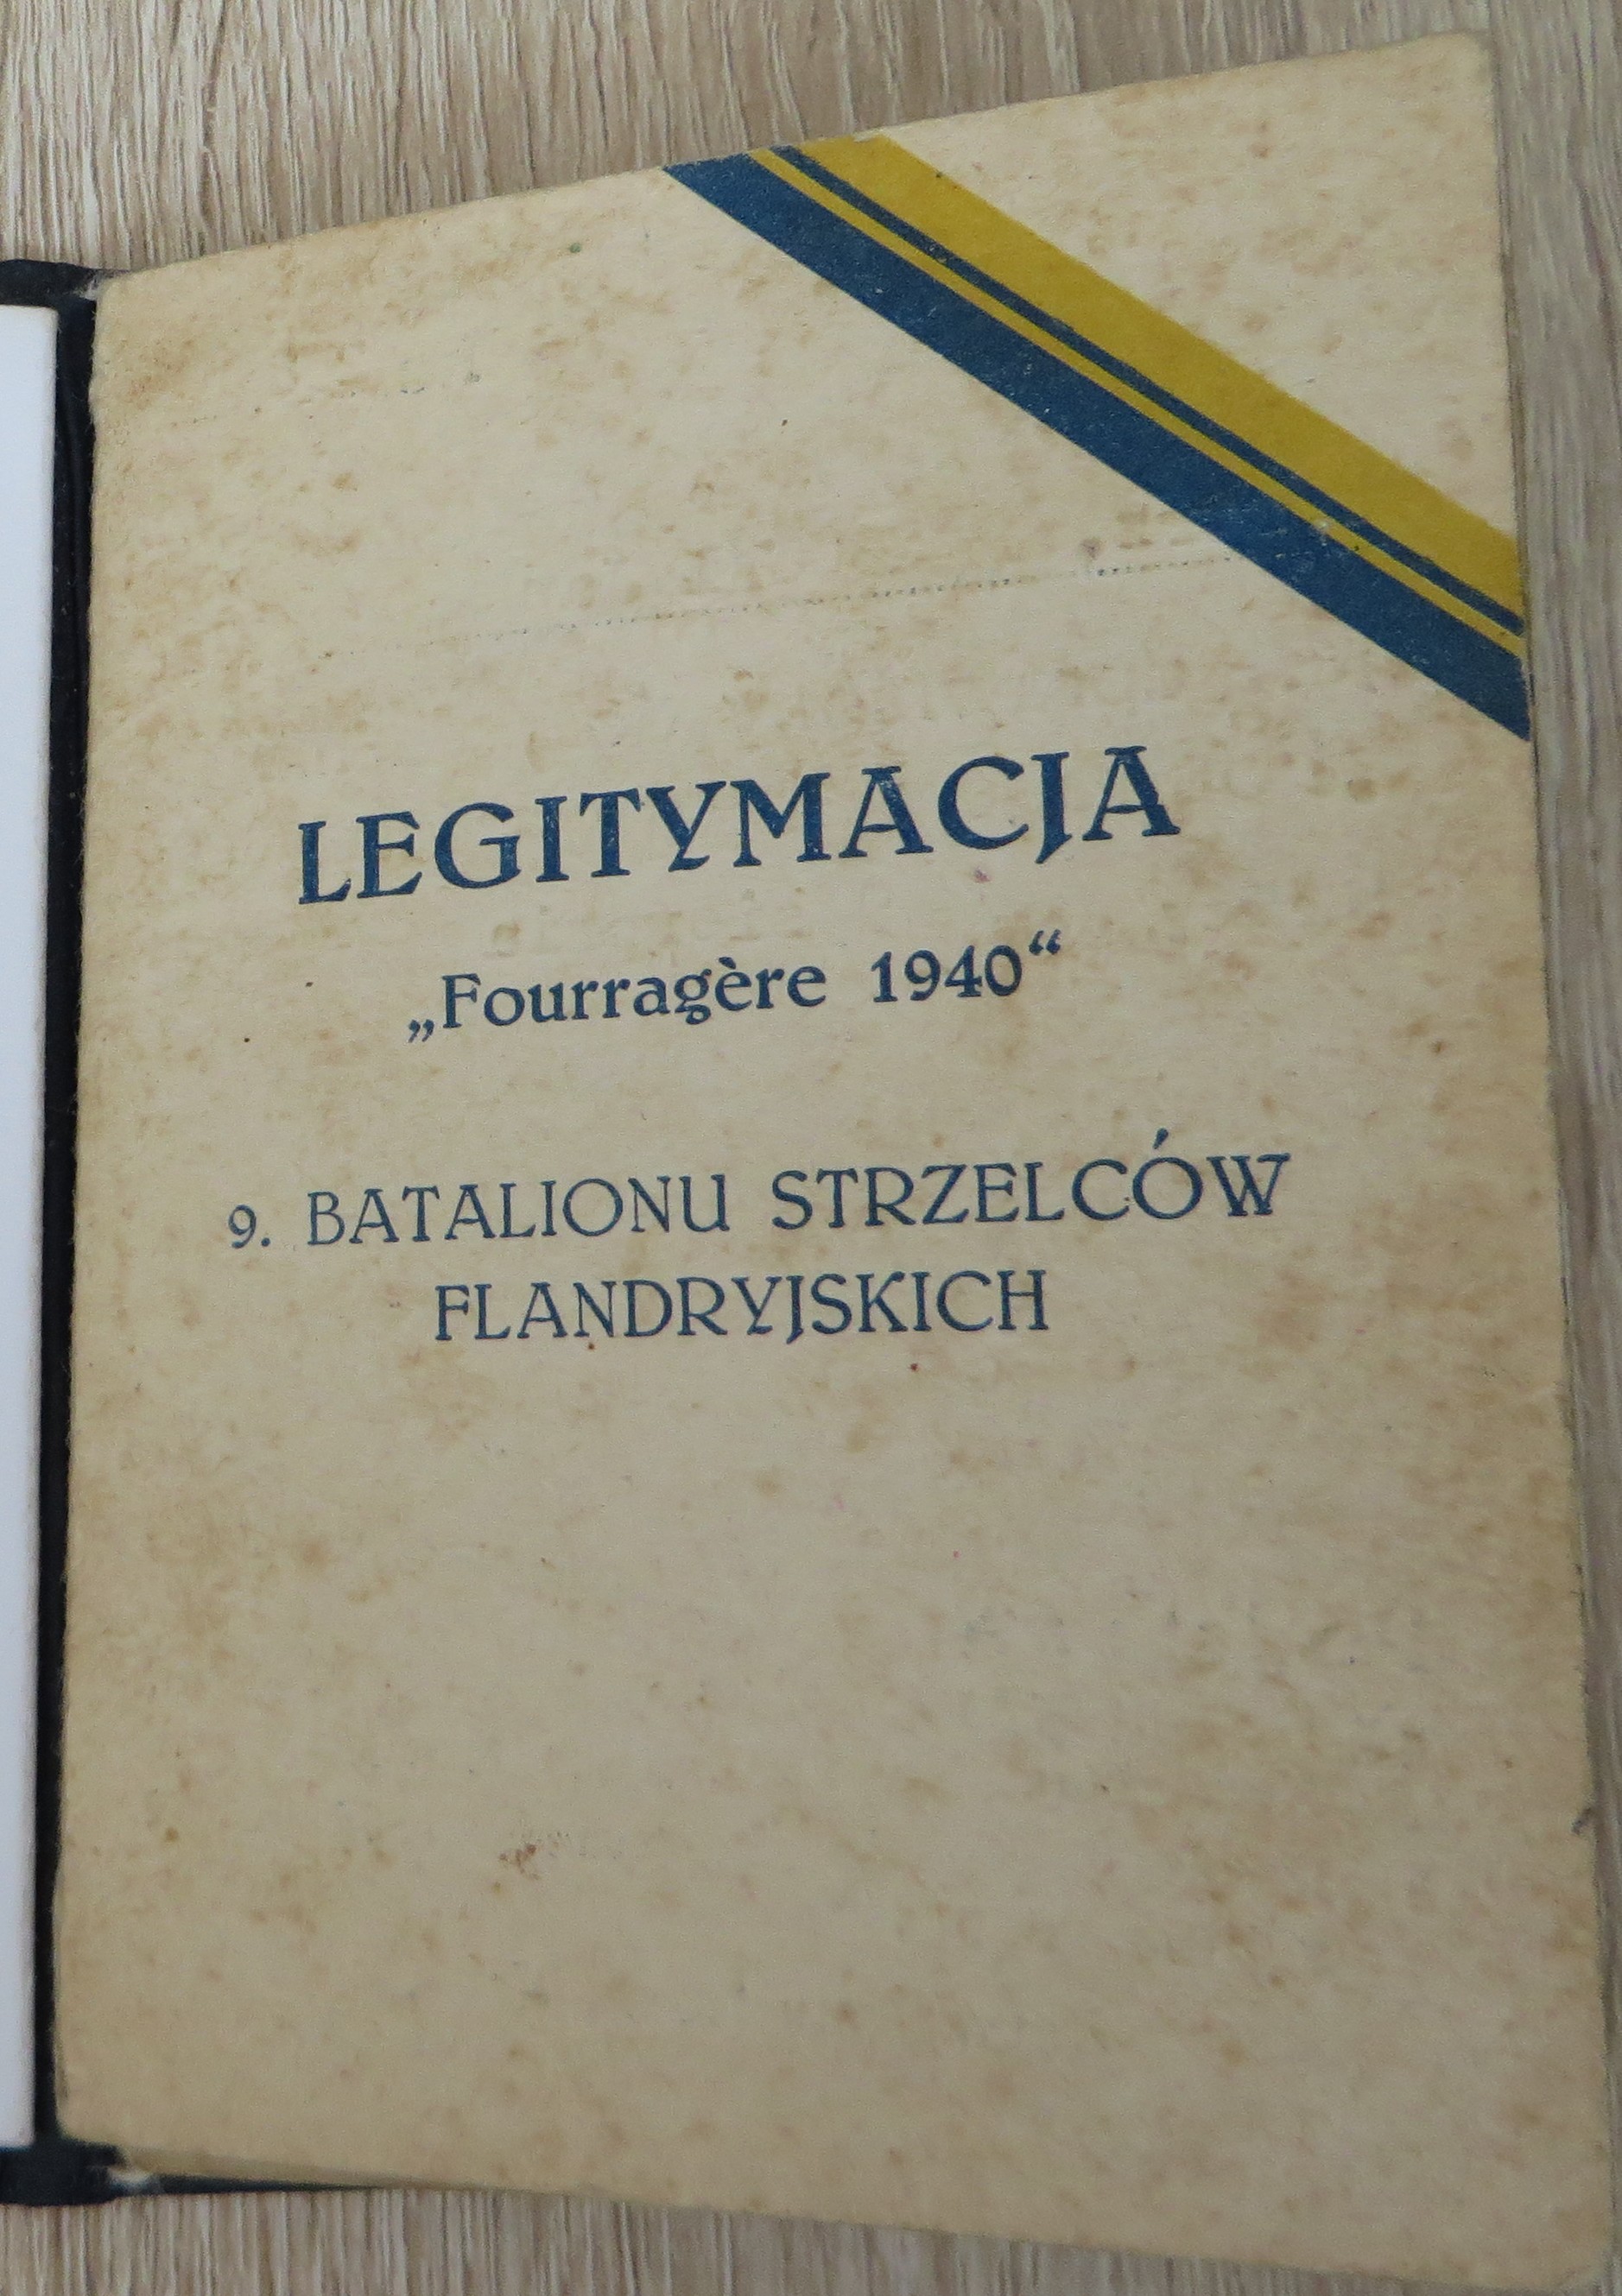 LEGITYMACJA
„Fourragère 1940“
9. BATALIONU STRZELCÓW
FLANDRYJSKICH